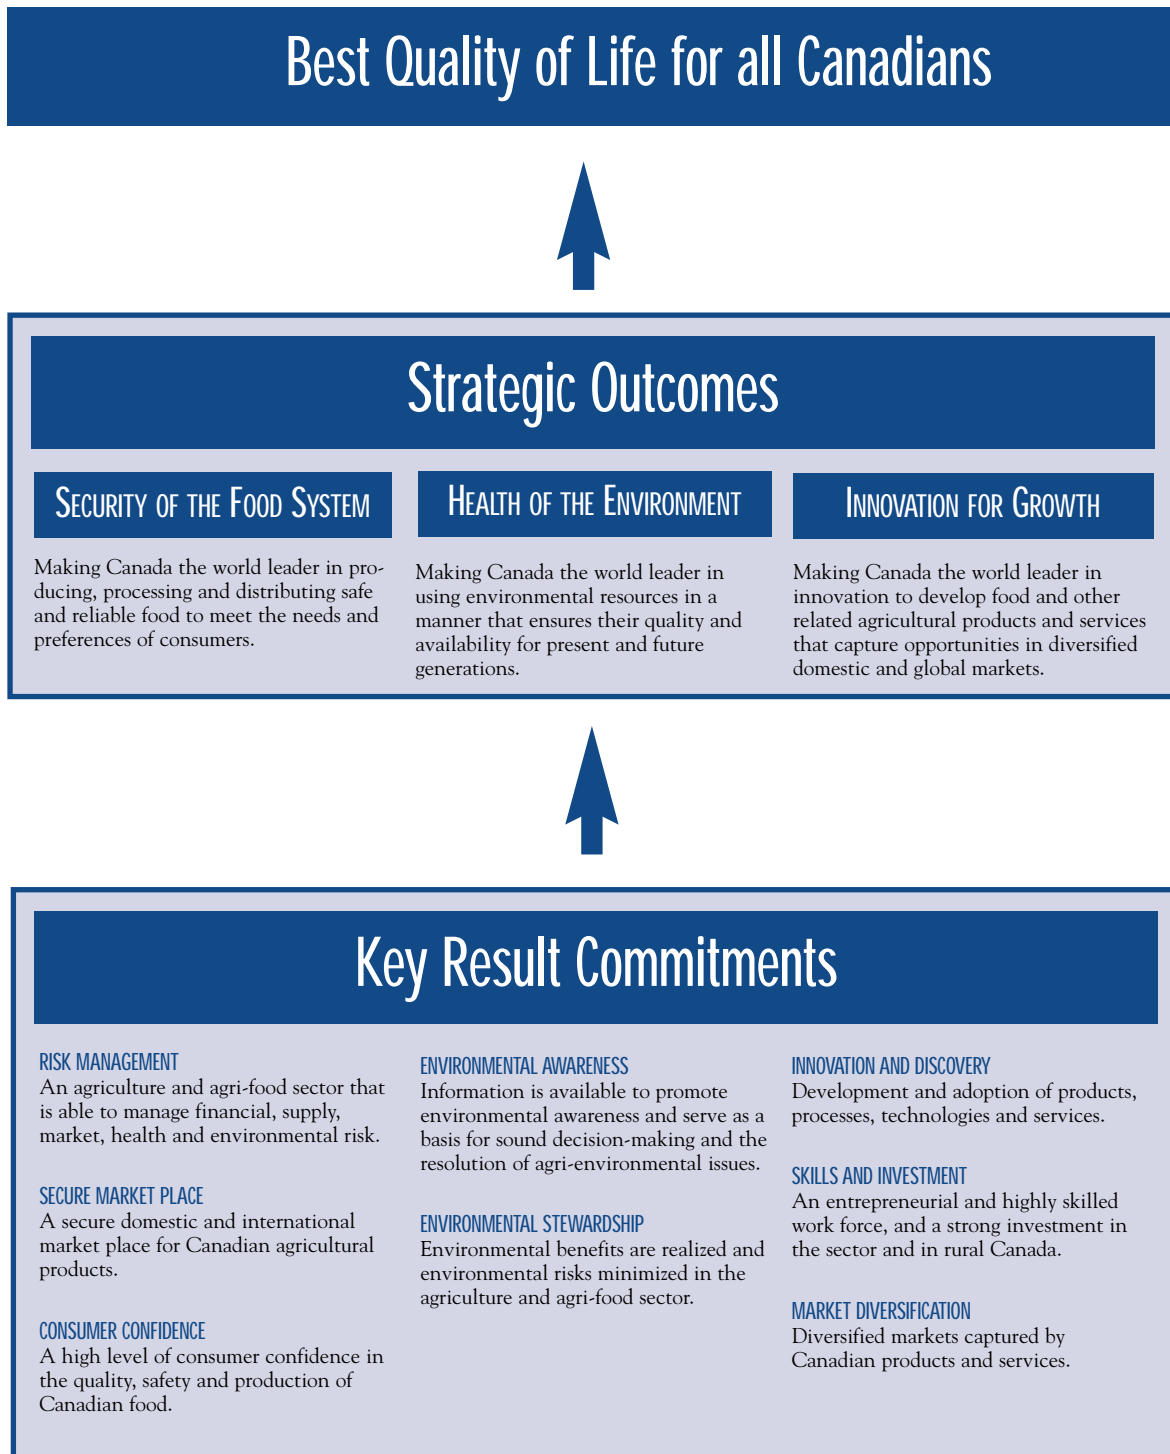 Best Quality of Life for all Canadians
Strategic Outcomes
SECURITY OF THE FOOD SYSTEM
Making Canada the world leader in pro-
ducing, processing and distributing safe
and reliable food to meet the needs and
preferences of consumers.
HEALTH OF THE ENVIRONMENT
Making Canada the world leader in
using environmental resources in a
manner that ensures their quality and
availability for present and future
generations.
INNOVATION FOR GROWTH
Making Canada the world leader in
innovation to develop food and other
related agricultural products and services
that capture opportunities in diversified
domestic and global markets.
Key Result Commitments
RISK MANAGEMENT
An agriculture and agri-food sector that
is able to manage financial, supply,
market, health and environmental risk.
SECURE MARKET PLACE
A secure domestic and international
market place for Canadian agricultural
products.
CONSUMER CONFIDENCE
A high level of consumer confidence in
the quality, safety and production of
Canadian food.
ENVIRONMENTAL AWARENESS
Information is available to promote
environmental awareness and serve as a
basis for sound decision-making and the
resolution of agri-environmental issues.
ENVIRONMENTAL STEWARDSHIP
Environmental benefits are realized and
environmental risks minimized in the
agriculture and agri-food sector.
INNOVATION AND DISCOVERY
Development and adoption of products,
processes, technologies and services.
SKILLS AND INVESTMENT
An entrepreneurial and highly skilled
work force, and a strong investment in
the sector and in rural Canada.
MARKET DIVERSIFICATION
Diversified markets captured by
Canadian products and services.